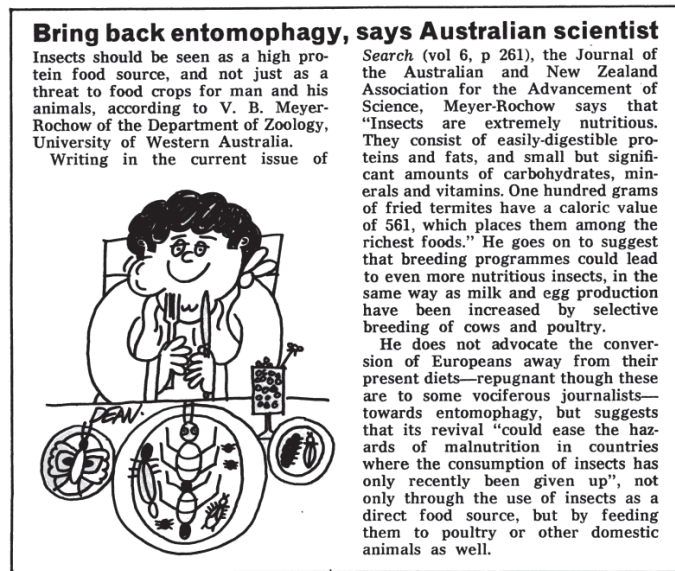 Bring back entomophagy, says Australian scientist
Insects should be seen as a high pro-
tein food source, and not just as a
threat to food crops for man and his
animals, according to V. B. Meyer-
Rochow of the Department of Zoology,
University of Western Australia.
Writing in the current issue of
DEAN.
Search (vol 6, p 261), the Journal of
the Australian and New Zealand
Association for the Advancement of
Science, Meyer-Rochow says that
“Insects are extremely nutritious.
They consist of easily-digestible pro-
teins and fats, and small but signifi-
cant amounts of carbohydrates, min-
erals and vitamins. One hundred grams
of fried termites have a caloric value
of 561, which places them among the
richest foods.” He goes on to suggest
that breeding programmes could lead
to even more nutritious insects, in the
same way as milk and egg production
have been increased by selective
breeding of cows and poultry.
He does not advocate the conver-
sion of Europeans away from their
present diets—repugnant though these
are to some vociferous journalists—
towards entomophagy, but suggests
that its revival “could ease the haz-
ards of malnutrition in countries
where the consumption of insects has
only recently been given up”, not
only through the use of insects as a
direct food source, but by feeding
them to poultry or other domestic
animals as well.